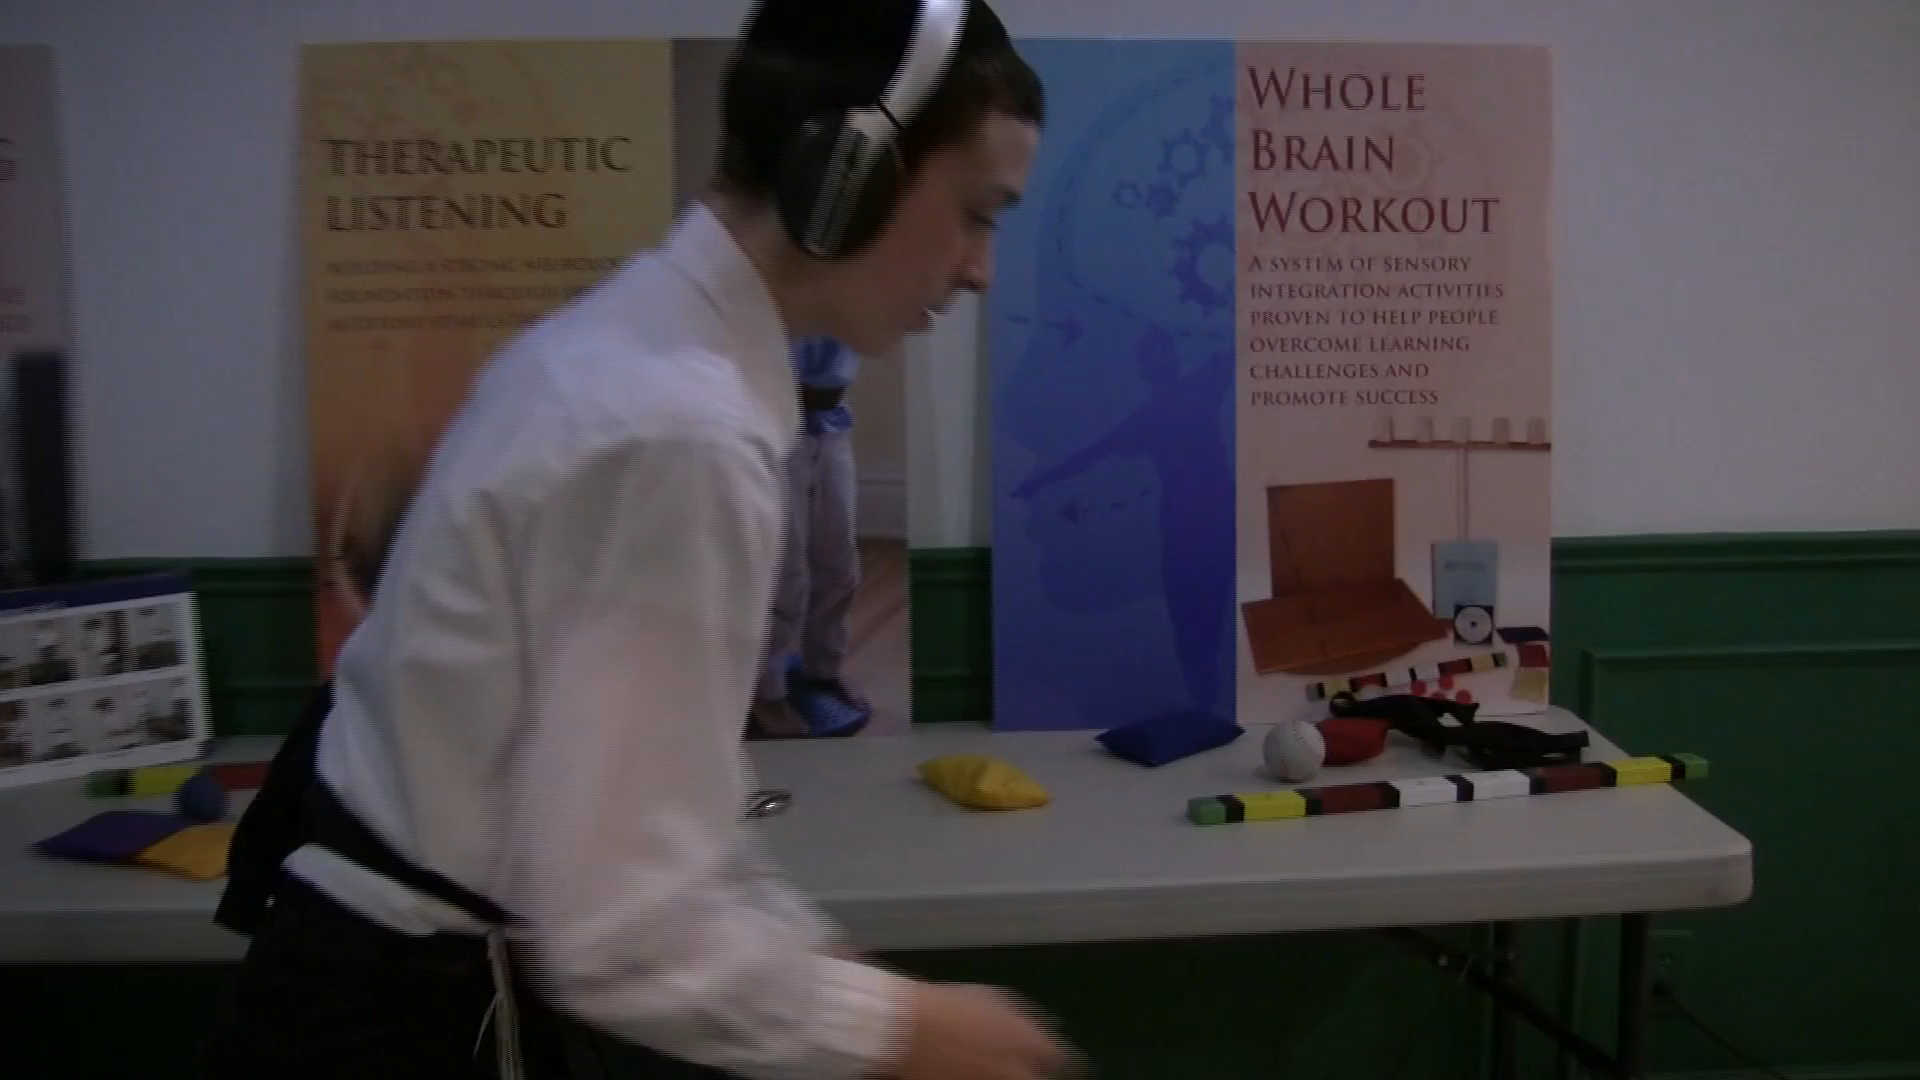 THERAPEUTIC
LISTENING
WHOLE
BRAIN
WORKOUT
A SYSTEM OF SENSORY
INTEGRATION ACTIVITIES
PROVEN TO HELP PEOPLE
OVERCOME LEARNING
CHALLENGES AND
PROMOTE SUCCESS